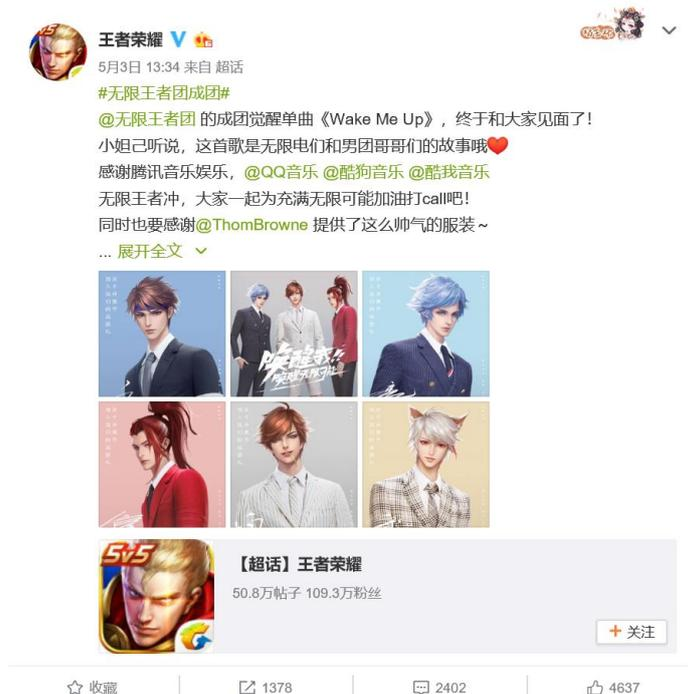 王者荣耀
5月3日 13:34 来自 超话
#无限王者团成团#
@无限王者团 的成团觉醒单曲《Wake Me Up》，终于和大家见面了！
小妲己听说，这首歌是无限电们和男团哥哥们的故事哦
感谢腾讯音乐娱乐，@QQ音乐 @酷狗音乐 @酷我音乐
无限王者冲，大家一起为充满无限可能加油打call吧！
同时也要感谢@ThomBrowne 提供了这么帅气的服装～
... 展开全文
唤醒我!!
5v5
【超话】王者荣耀
50.8万帖子 109.3万粉丝
+ 关注
收藏
1378
2402
4637